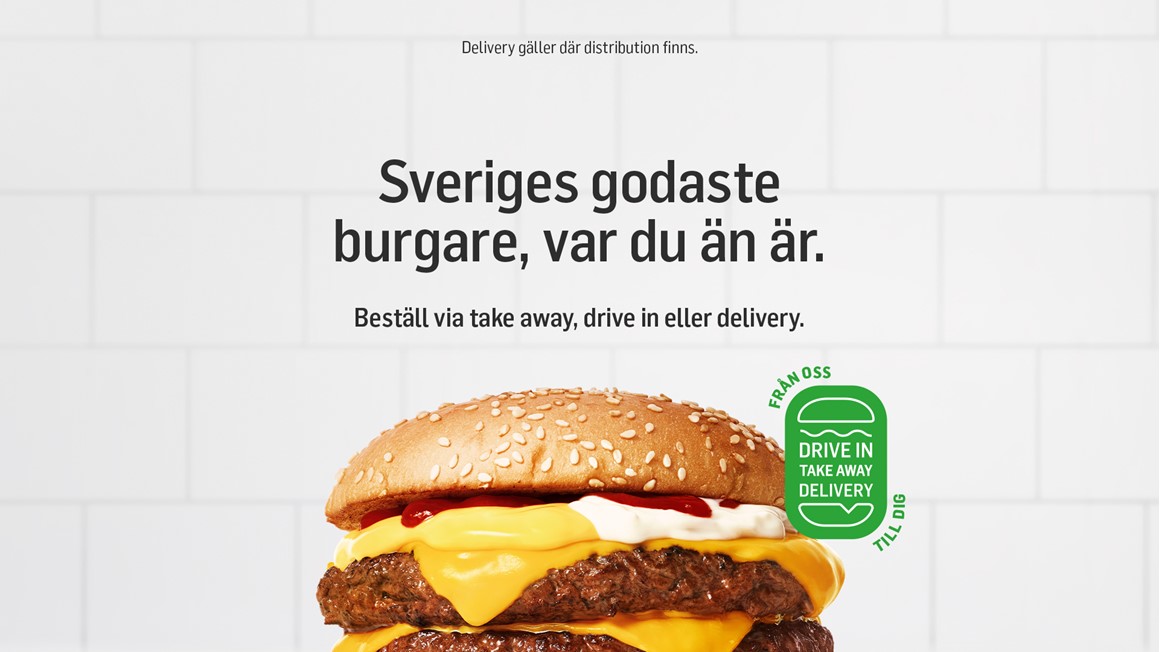 Delivery gäller där distribution finns.
Sveriges godaste
burgare, var du än är.
Beställ via take away, drive in eller delivery.
FRÅN OSS
DRIVE IN
TAKE AWAY
DELIVERY
TILL DIG